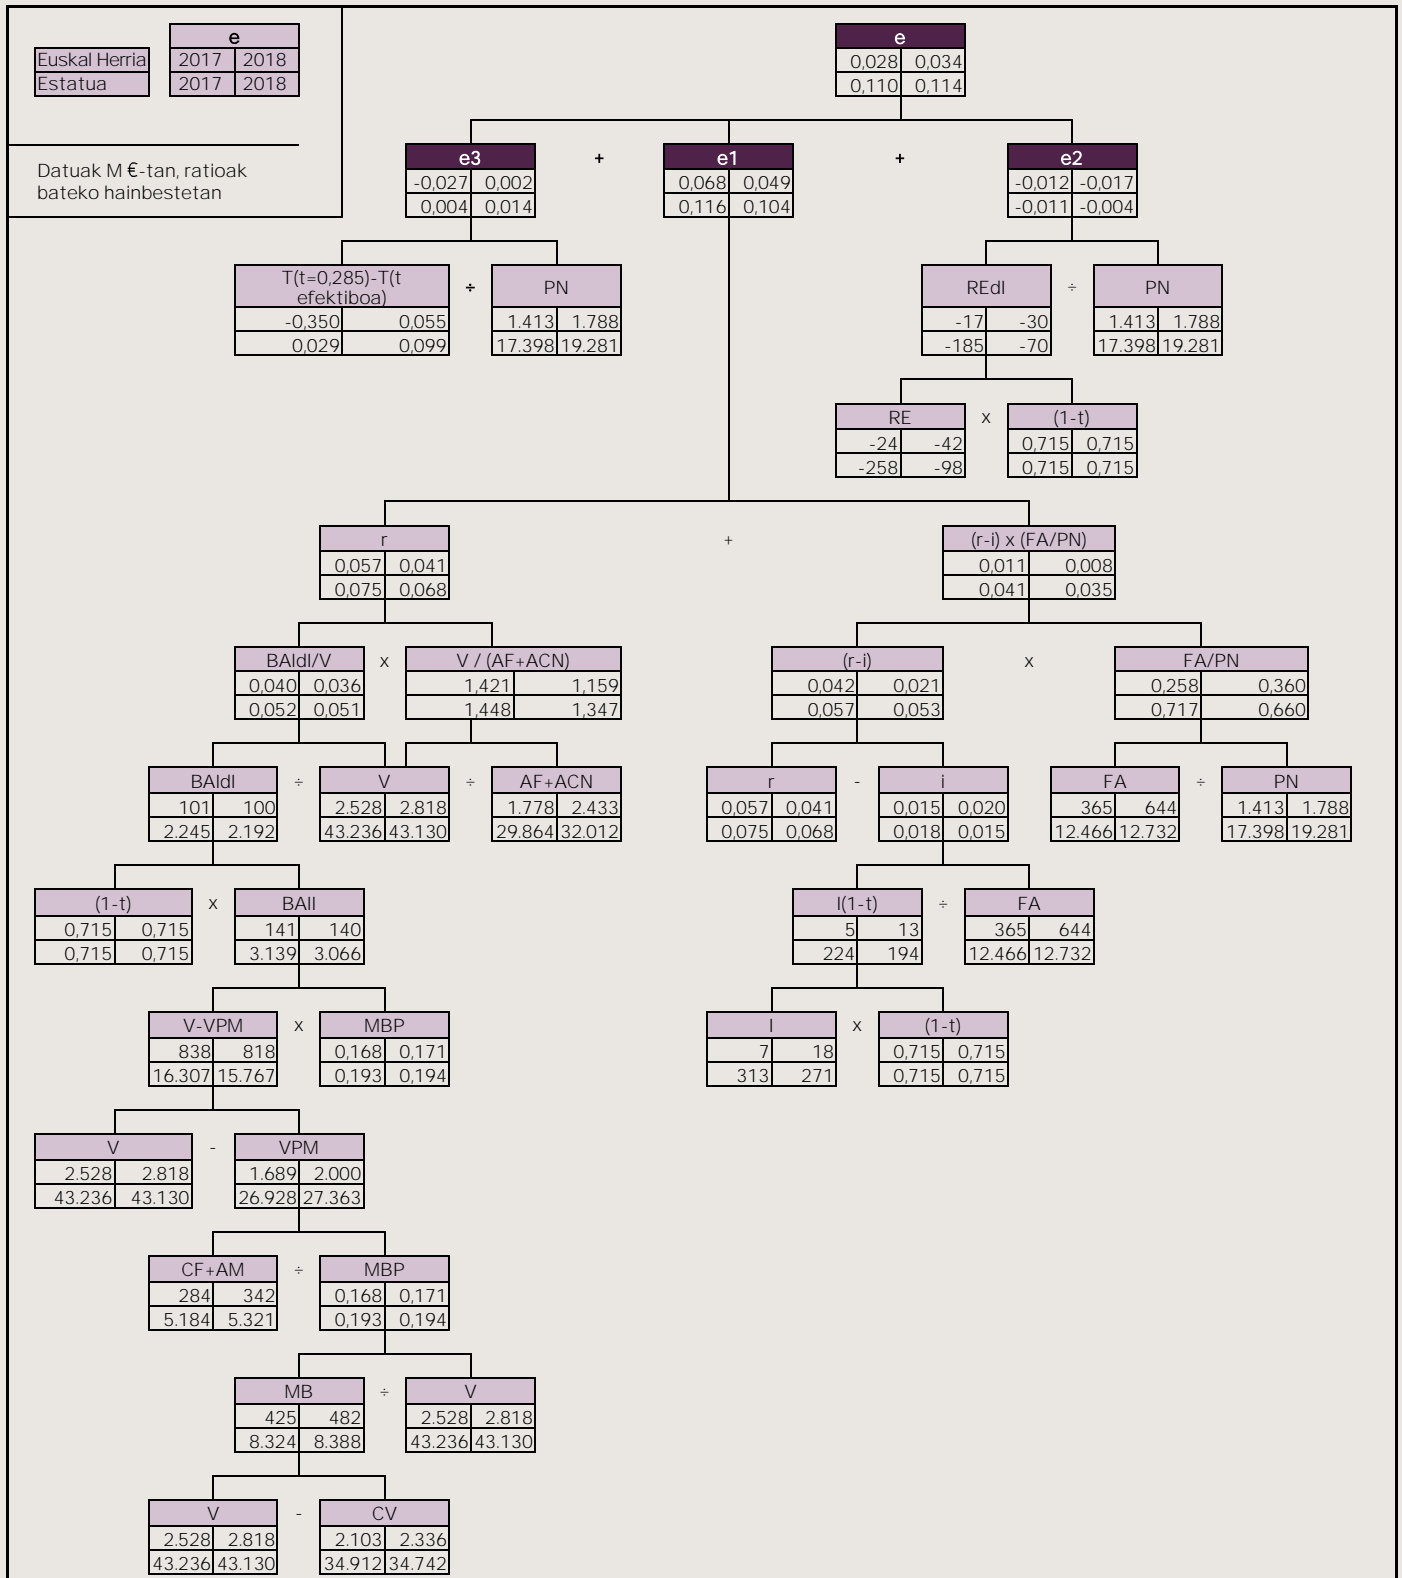 e
Euskal Herria 2017 2018
Estatua 2017 2018
Datuak M €-tan, ratioak
bateko hainbestetan
e
0,028 0,034
0,110 0,114
e3 + e1 + e2
-0,027 0,002 0,068 0,049 -0,012 -0,017
0,004 0,014 0,116 0,104 -0,011 -0,004
T(t=0,285)-T(t
efektiboa) ÷ PN REdI ÷ PN
-0,350 0,055 1.413 1.788 -17 -30 1.413 1.788
0,029 0,099 17.398 19.281 -185 -70 17.398 19.281
RE x (1-t)
-24 -42 0,715 0,715
-258 -98 0,715 0,715
r + (r-i) x (FA/PN)
0,057 0,041 0,011 0,008
0,075 0,068 0,041 0,035
BAIdI/V x V / (AF+ACN) (r-i) x FA/PN
0,040 0,036 1,421 1,159 0,042 0,021 0,258 0,360
0,052 0,051 1,448 1,347 0,057 0,053 0,717 0,660
BAIdI ÷ V ÷ AF+ACN r - i FA ÷ PN
101 100 2.528 2.818 1.778 2.433 0,057 0,041 0,015 0,020 365 644 1.413 1.788
2.245 2.192 43.236 43.130 29.864 32.012 0,075 0,068 0,018 0,015 12.466 12.732 17.398 19.281
(1-t) x BAII I(1-t) ÷ FA
0,715 0,715 141 140 5 13 365 644
0,715 0,715 3.139 3.066 224 194 12.466 12.732
V-VPM x MBP I x (1-t)
838 818 0,168 0,171 7 18 0,715 0,715
16.307 15.767 0,193 0,194 313 271 0,715 0,715
V - VPM
2.528 2.818 1.689 2.000
43.236 43.130 26.928 27.363
CF+AM ÷ MBP
284 342 0,168 0,171
5.184 5.321 0,193 0,194
MB ÷ V
425 482 2.528 2.818
8.324 8.388 43.236 43.130
V - CV
2.528 2.818 2.103 2.336
43.236 43.130 34.912 34.742